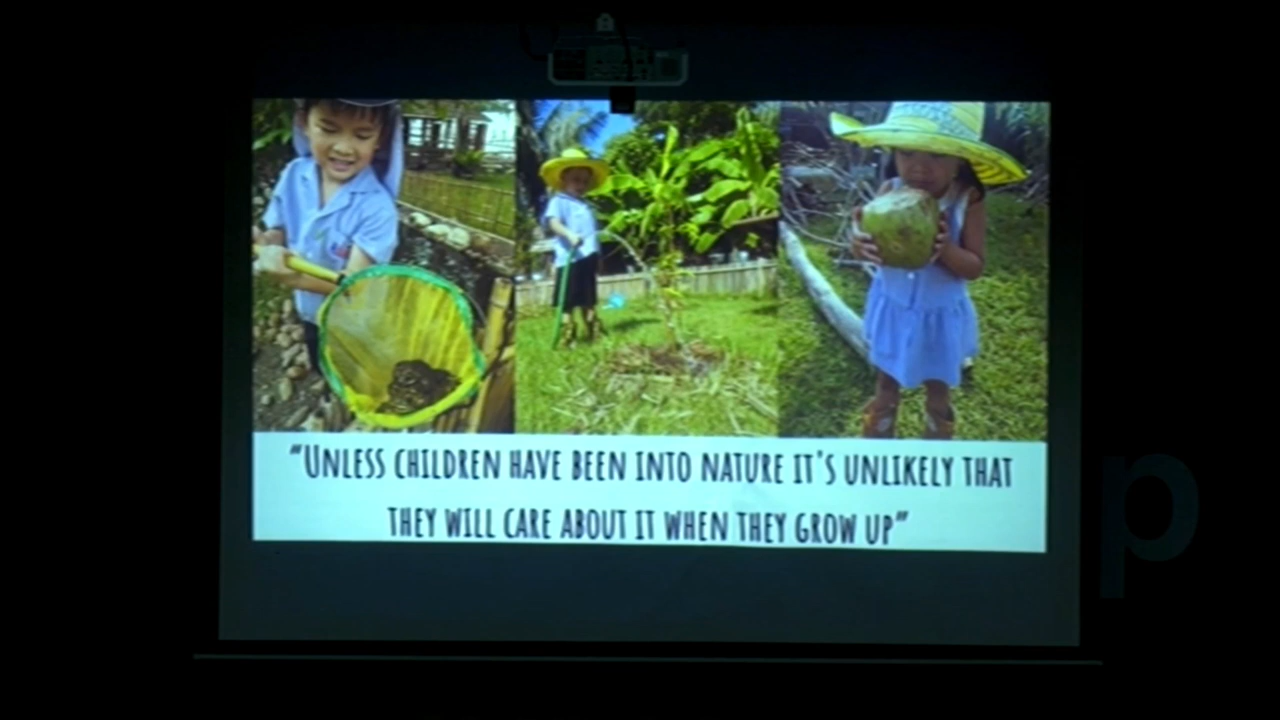 “UNLESS CHILDREN HAVE BEEN INTO NATURE IT'S UNLIKELY THAT
THEY WILL CARE ABOUT IT WHEN THEY GROW UP”
p